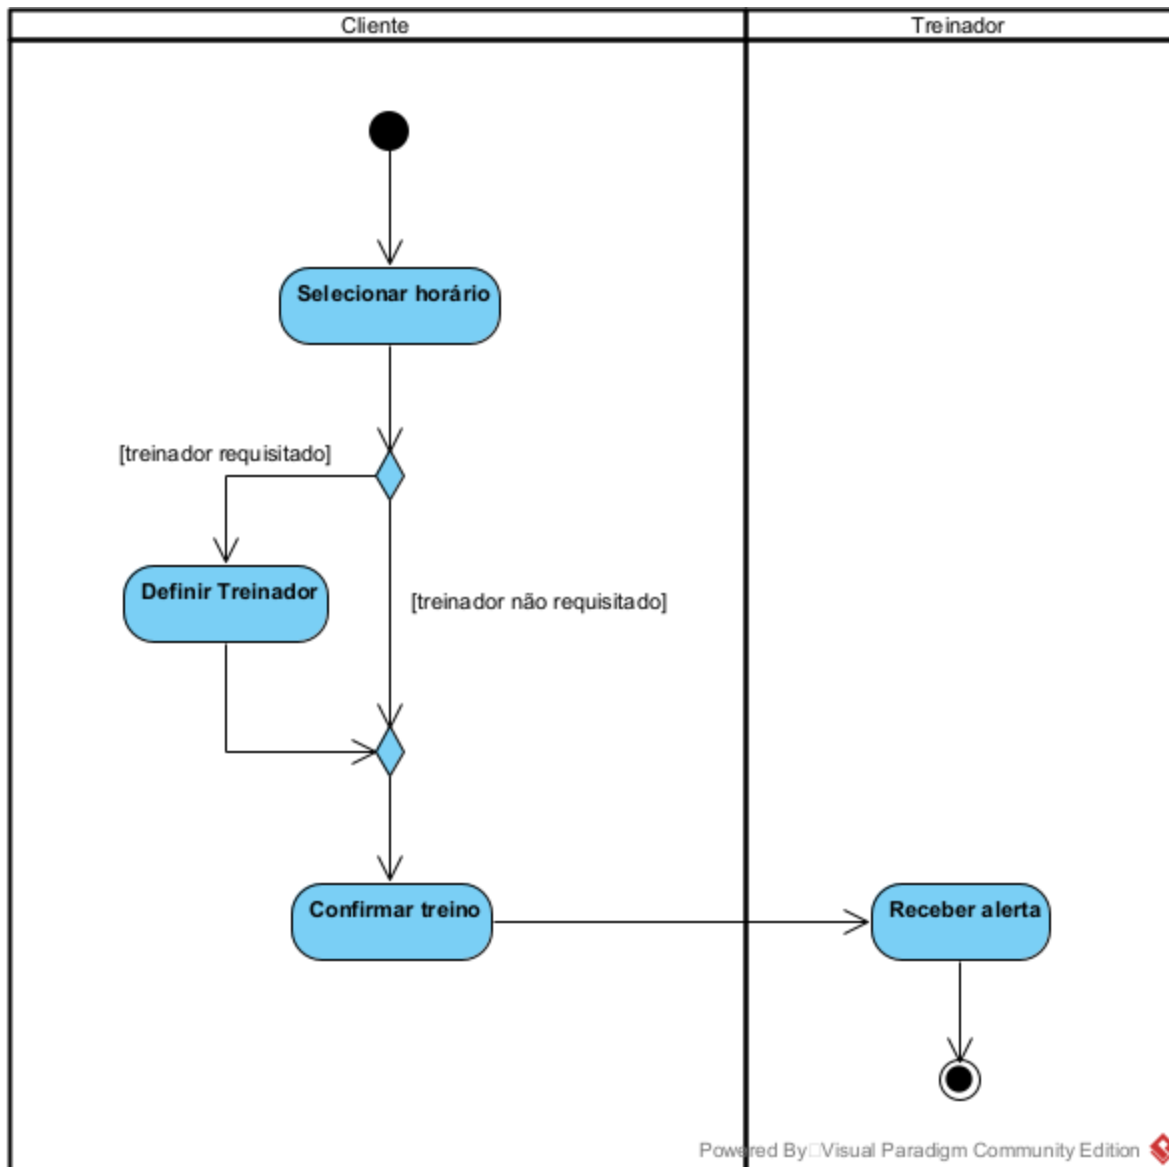 Cliente
Treinador
Selecionar horário
[treinador requisitado]
Definir Treinador
[treinador não requisitado]
Confirmar treino
Receber alerta
Powered By Visual Paradigm Community Edition